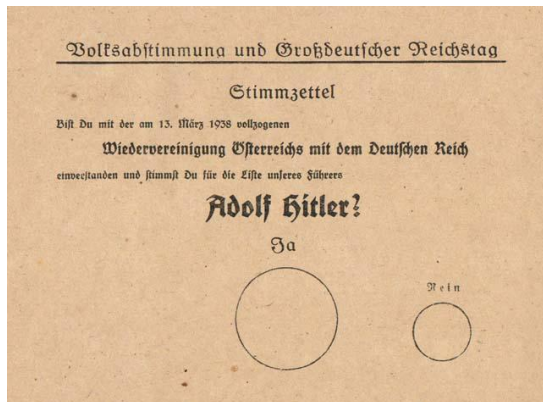 Volksabstimmung und Großdeutscher Reichstag
Stimmzettel
Bist Du mit der am 13. März 1938 vollzogenen
Wiedervereinigung Österreichs mit dem Deutschen Reich
einverstanden und stimmst Du für die Liste unseres Führers
Adolf Hitler?
Ja
Nein